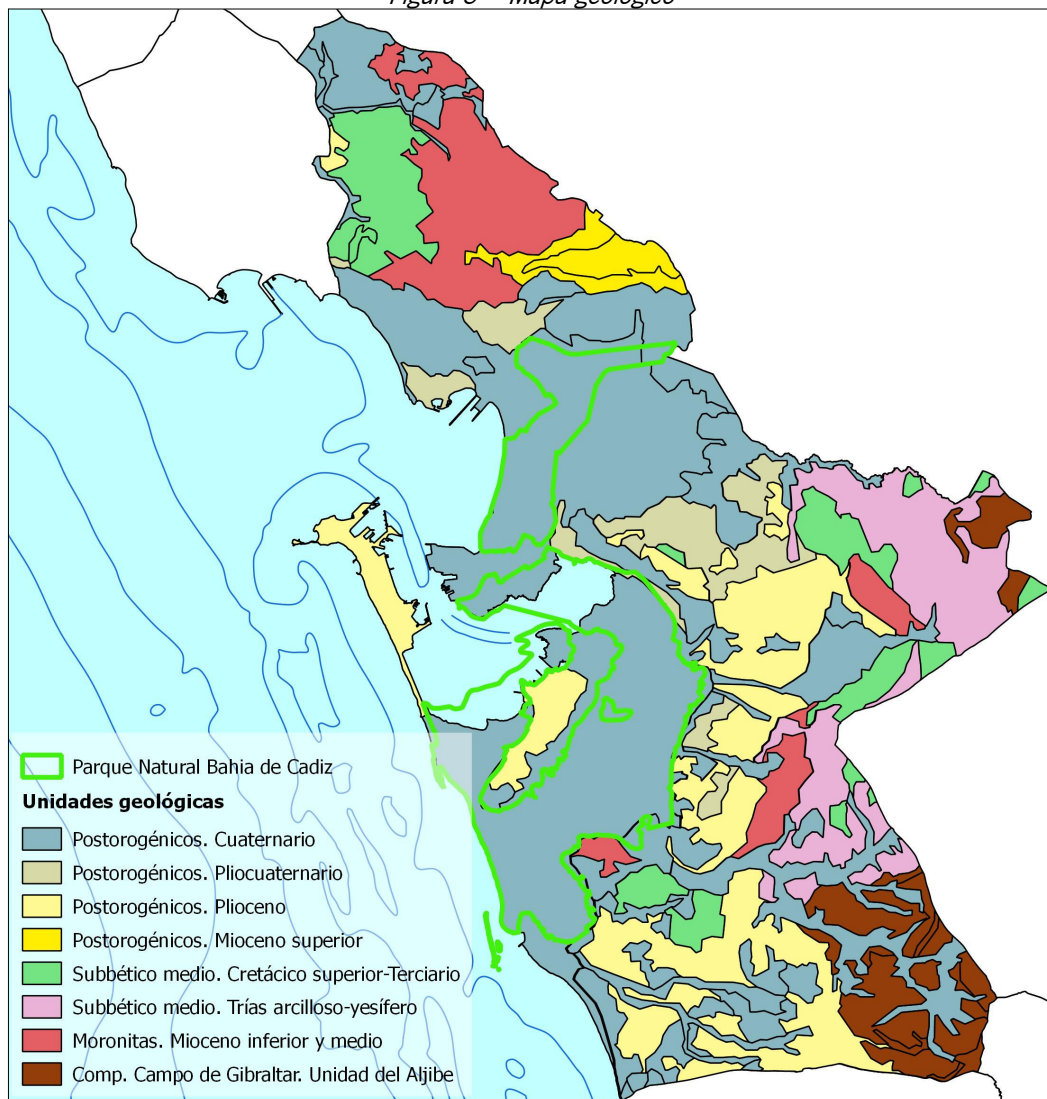 Figura 8 – Mapa geológico
Parque Natural Bahia de Cadiz
Unidades geológicas
Postorogénicos. Cuaternario
Postorogénicos. Pliocuaternario
Postorogénicos. Plioceno
Postorogénicos. Mioceno superior
Subbético medio. Cretácico superior-Terciario
Subbético medio. Trías arcilloso-yesífero
Moronitas. Mioceno inferior y medio
Comp. Campo de Gibraltar. Unidad del Aljibe